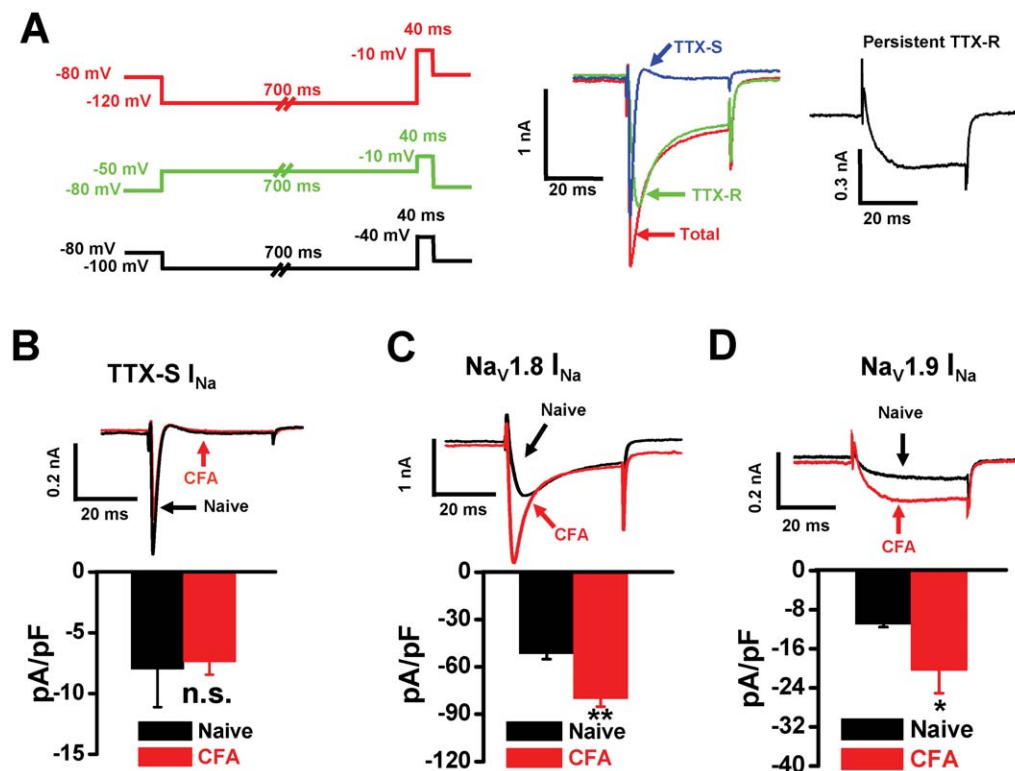 A
40 ms
-10 mV
-80 mV
-120 mV
700 ms
40 ms
-10 mV
-50 mV
-80 mV
700 ms
40 ms
-40 mV
-80 mV
-100 mV
700 ms
TTX-S
1 nA
20 ms
TTX-R
Total
Persistent TTX-R
0.3 nA
20 ms
B
TTX-S INa
0.2 nA
20 ms
CFA
Naive
0
-5
-10
-15
pA/pF
n.s.
Naive
CFA
C
NaV1.8 INa
Naive
1 nA
20 ms
CFA
0
-30
-60
-90
-120
pA/pF
**
Naive
CFA
D
NaV1.9 INa
Naive
0.2 nA
20 ms
CFA
0
-8
-16
-24
-32
-40
pA/pF
*
Naive
CFA